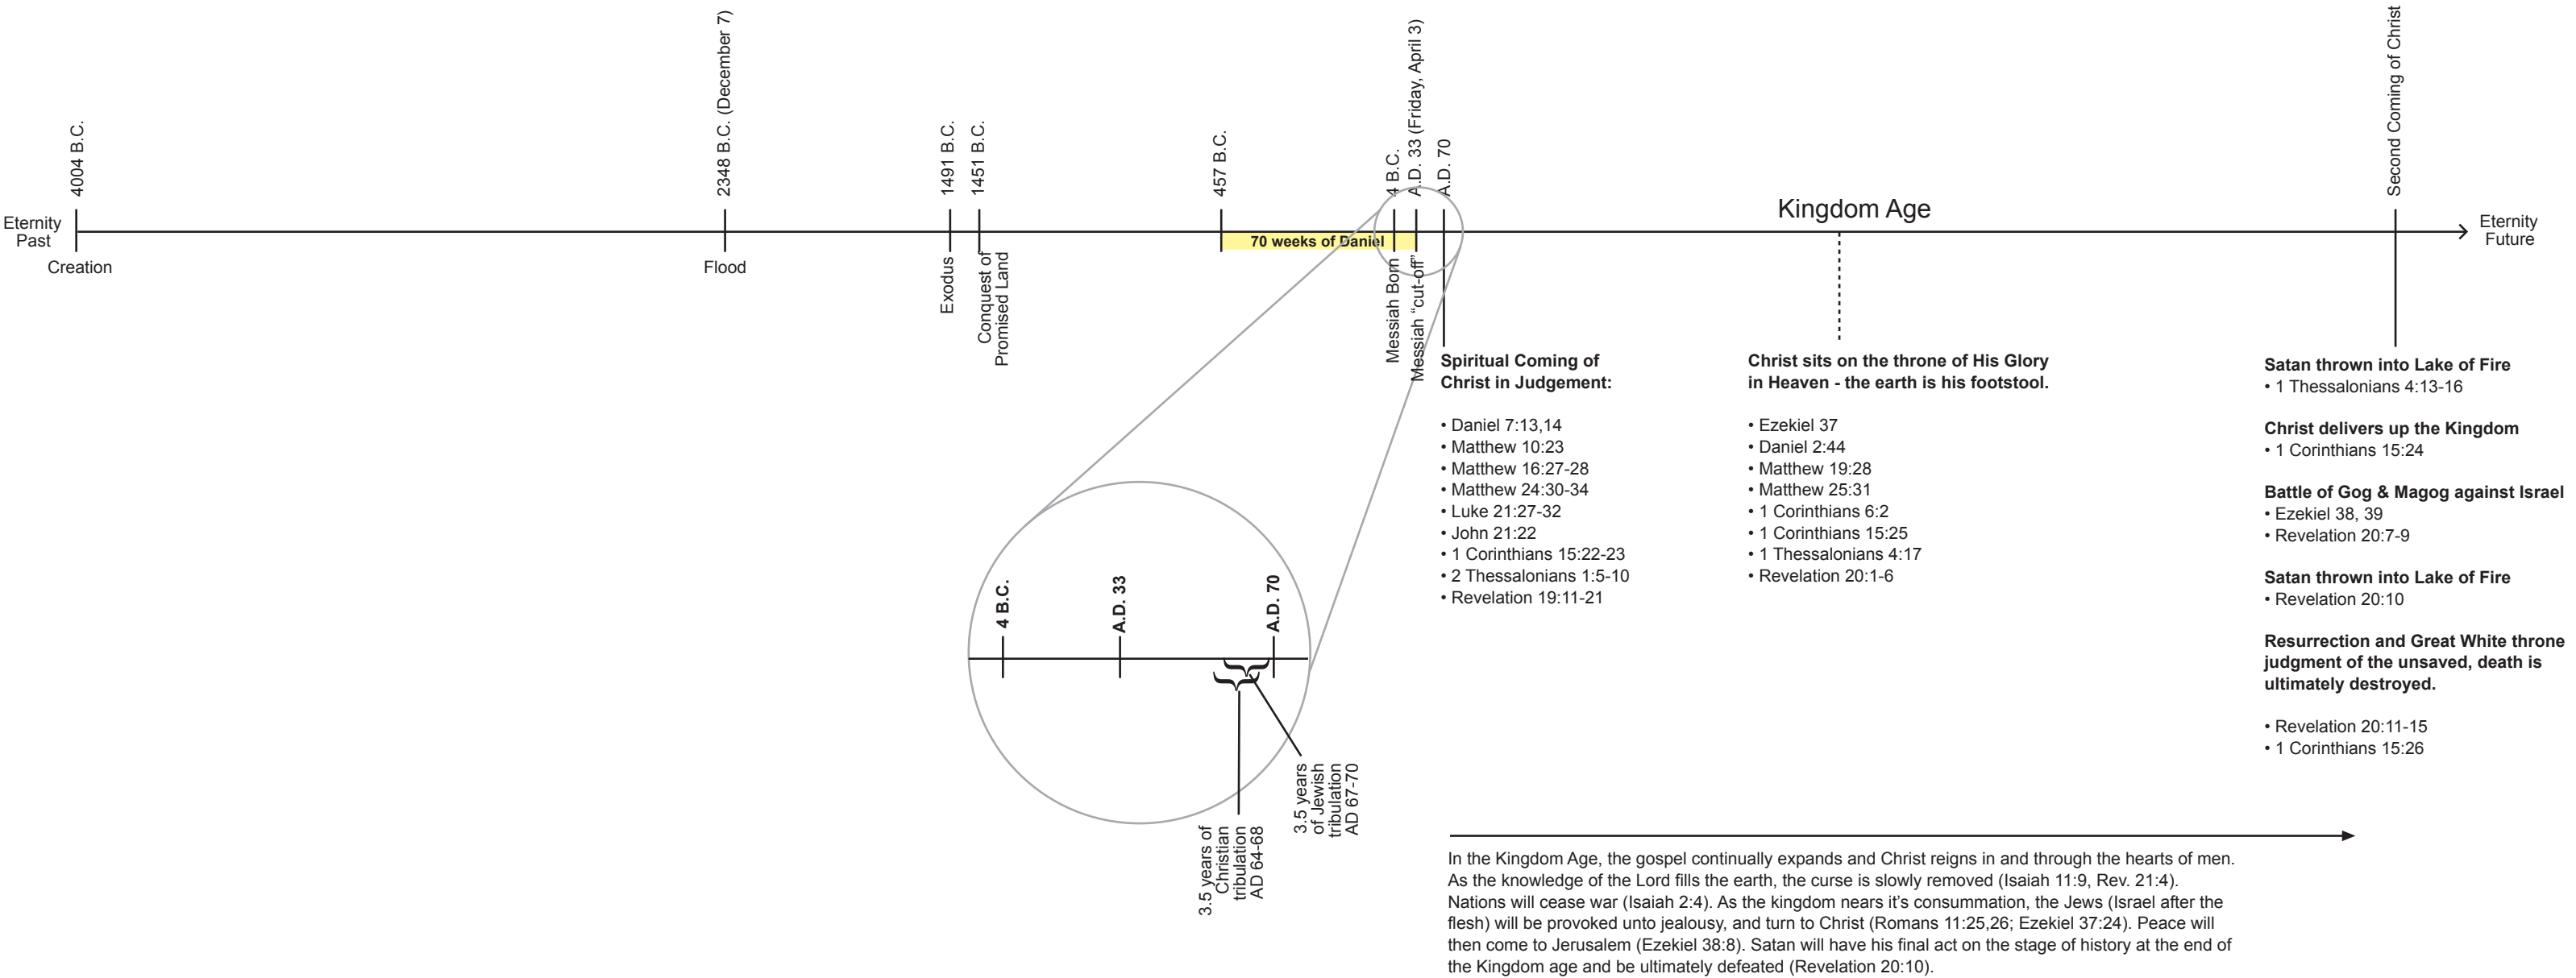 4004 B.C.
2348 B.C. (December 7)
1491 B.C.
1451 B.C.
457 B.C.
4 B.C.
A.D. 33 (Friday, April 3)
A.D. 70
Second Coming of Christ
Kingdom Age
Eternity
Past
Eternity
Future
70 weeks of Daniel
Creation
Flood
Exodus
Conquest of
Promised Land
Messiah Born
Messiah “cut-off”
Spiritual Coming of
Christ in Judgement:
• Daniel 7:13,14
• Matthew 10:23
• Matthew 16:27-28
• Matthew 24:30-34
• Luke 21:27-32
• John 21:22
• 1 Corinthians 15:22-23
• 2 Thessalonians 1:5-10
• Revelation 19:11-21
Christ sits on the throne of His Glory
in Heaven - the earth is his footstool.
• Ezekiel 37
• Daniel 2:44
• Matthew 19:28
• Matthew 25:31
• 1 Corinthians 6:2
• 1 Corinthians 15:25
• 1 Thessalonians 4:17
• Revelation 20:1-6
Satan thrown into Lake of Fire
• 1 Thessalonians 4:13-16
Christ delivers up the Kingdom
• 1 Corinthians 15:24
Battle of Gog & Magog against Israel
• Ezekiel 38, 39
• Revelation 20:7-9
Satan thrown into Lake of Fire
• Revelation 20:10
Resurrection and Great White throne
judgment of the unsaved, death is
ultimately destroyed.
• Revelation 20:11-15
• 1 Corinthians 15:26
4 B.C.
A.D. 33
A.D. 70
3.5 years of
Christian
tribulation
AD 64-68
3.5 years
of Jewish
tribulation
AD 67-70
In the Kingdom Age, the gospel continually expands and Christ reigns in and through the hearts of men.
As the knowledge of the Lord fills the earth, the curse is slowly removed (Isaiah 11:9, Rev. 21:4).
Nations will cease war (Isaiah 2:4). As the kingdom nears it’s consummation, the Jews (Israel after the
flesh) will be provoked unto jealousy, and turn to Christ (Romans 11:25,26; Ezekiel 37:24). Peace will
then come to Jerusalem (Ezekiel 38:8). Satan will have his final act on the stage of history at the end of
the Kingdom age and be ultimately defeated (Revelation 20:10).